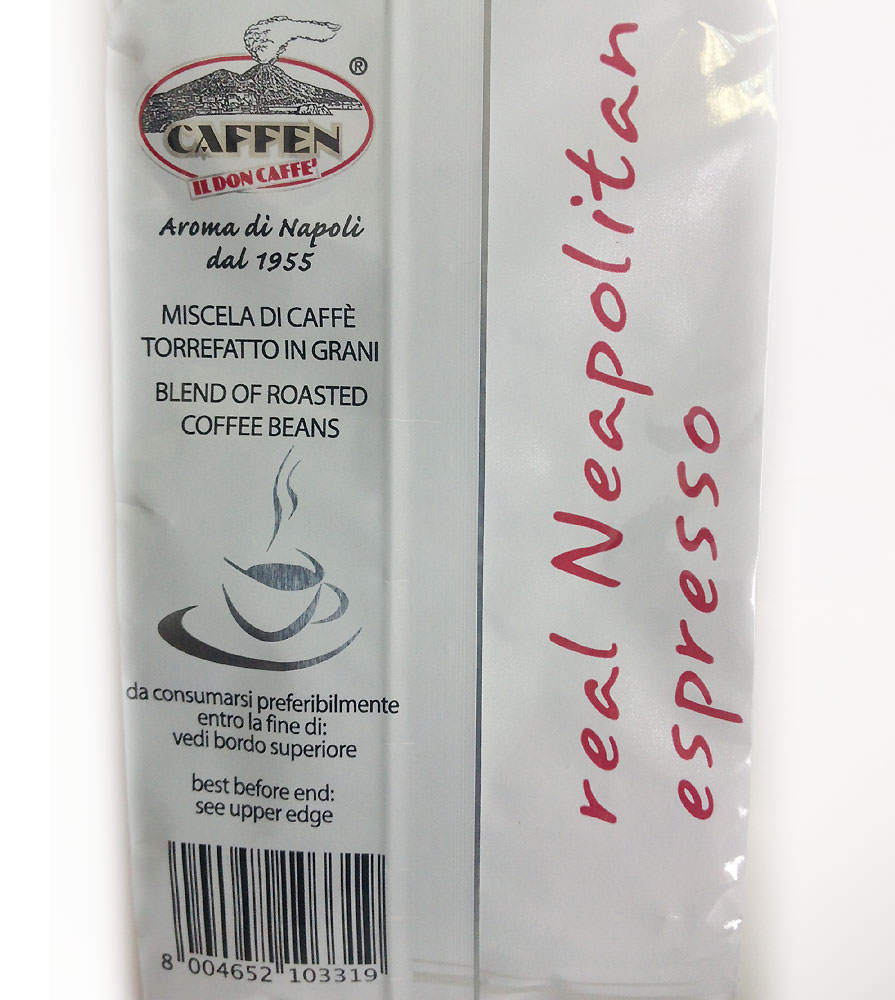 ®
CAFFEN
IL DON CAFFE'
Aroma di Napoli
dal 1955
MISCELA DI CAFFÈ
TORREFATTO IN GRANI
BLEND OF ROASTED
COFFEE BEANS
da consumarsi preferibilmente
entro la fine di:
vedi bordo superiore
best before end:
see upper edge
8 004652 103319
real Neapolitan
espresso